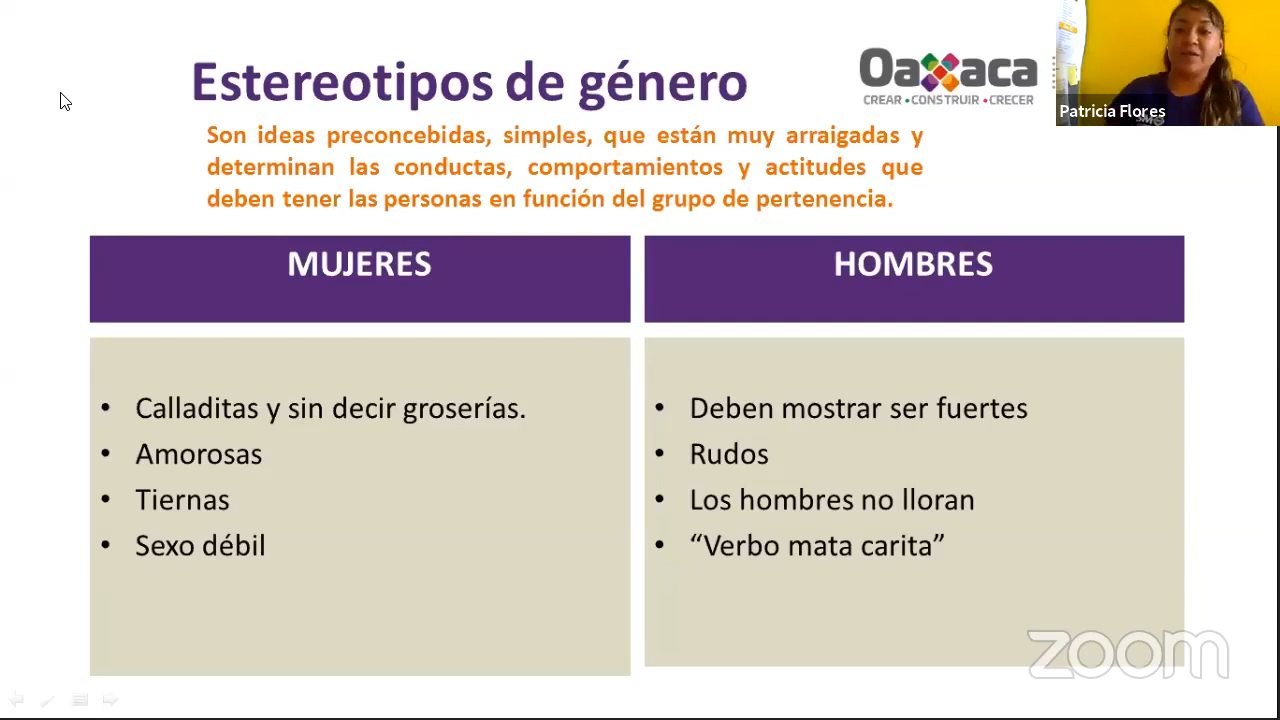 Estereotipos de género
Oaxaca
CREAR • CONSTRUIR • CRECER
Patricia Flores
Son ideas preconcebidas, simples, que están muy arraigadas y
determinan las conductas, comportamientos y actitudes que
deben tener las personas en función del grupo de pertenencia.
MUJERES
HOMBRES
• Calladitas y sin decir groserías.
• Amorosas
• Tiernas
• Sexo débil
• Deben mostrar ser fuertes
• Rudos
• Los hombres no lloran
• “Verbo mata carita”
zoom